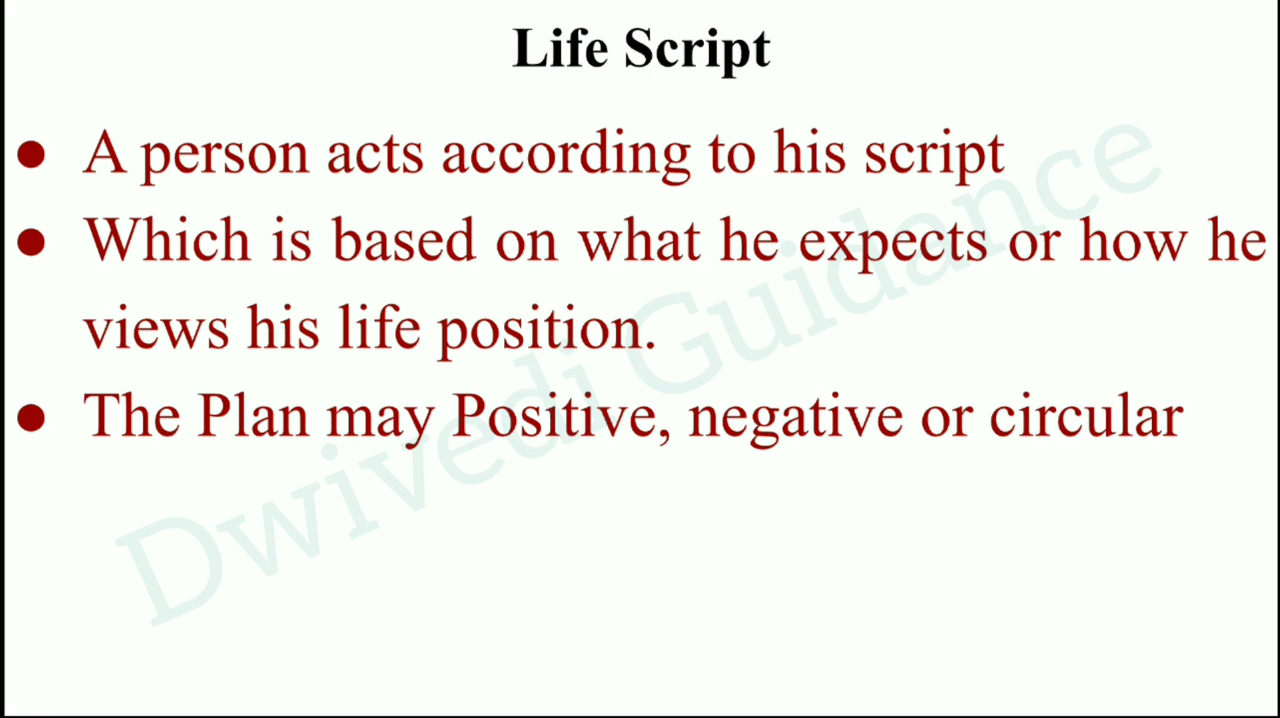 Life Script
● A person acts according to his script
● Which is based on what he expects or how he
views his life position.
● The Plan may Positive, negative or circular
Dwivedi Guidance